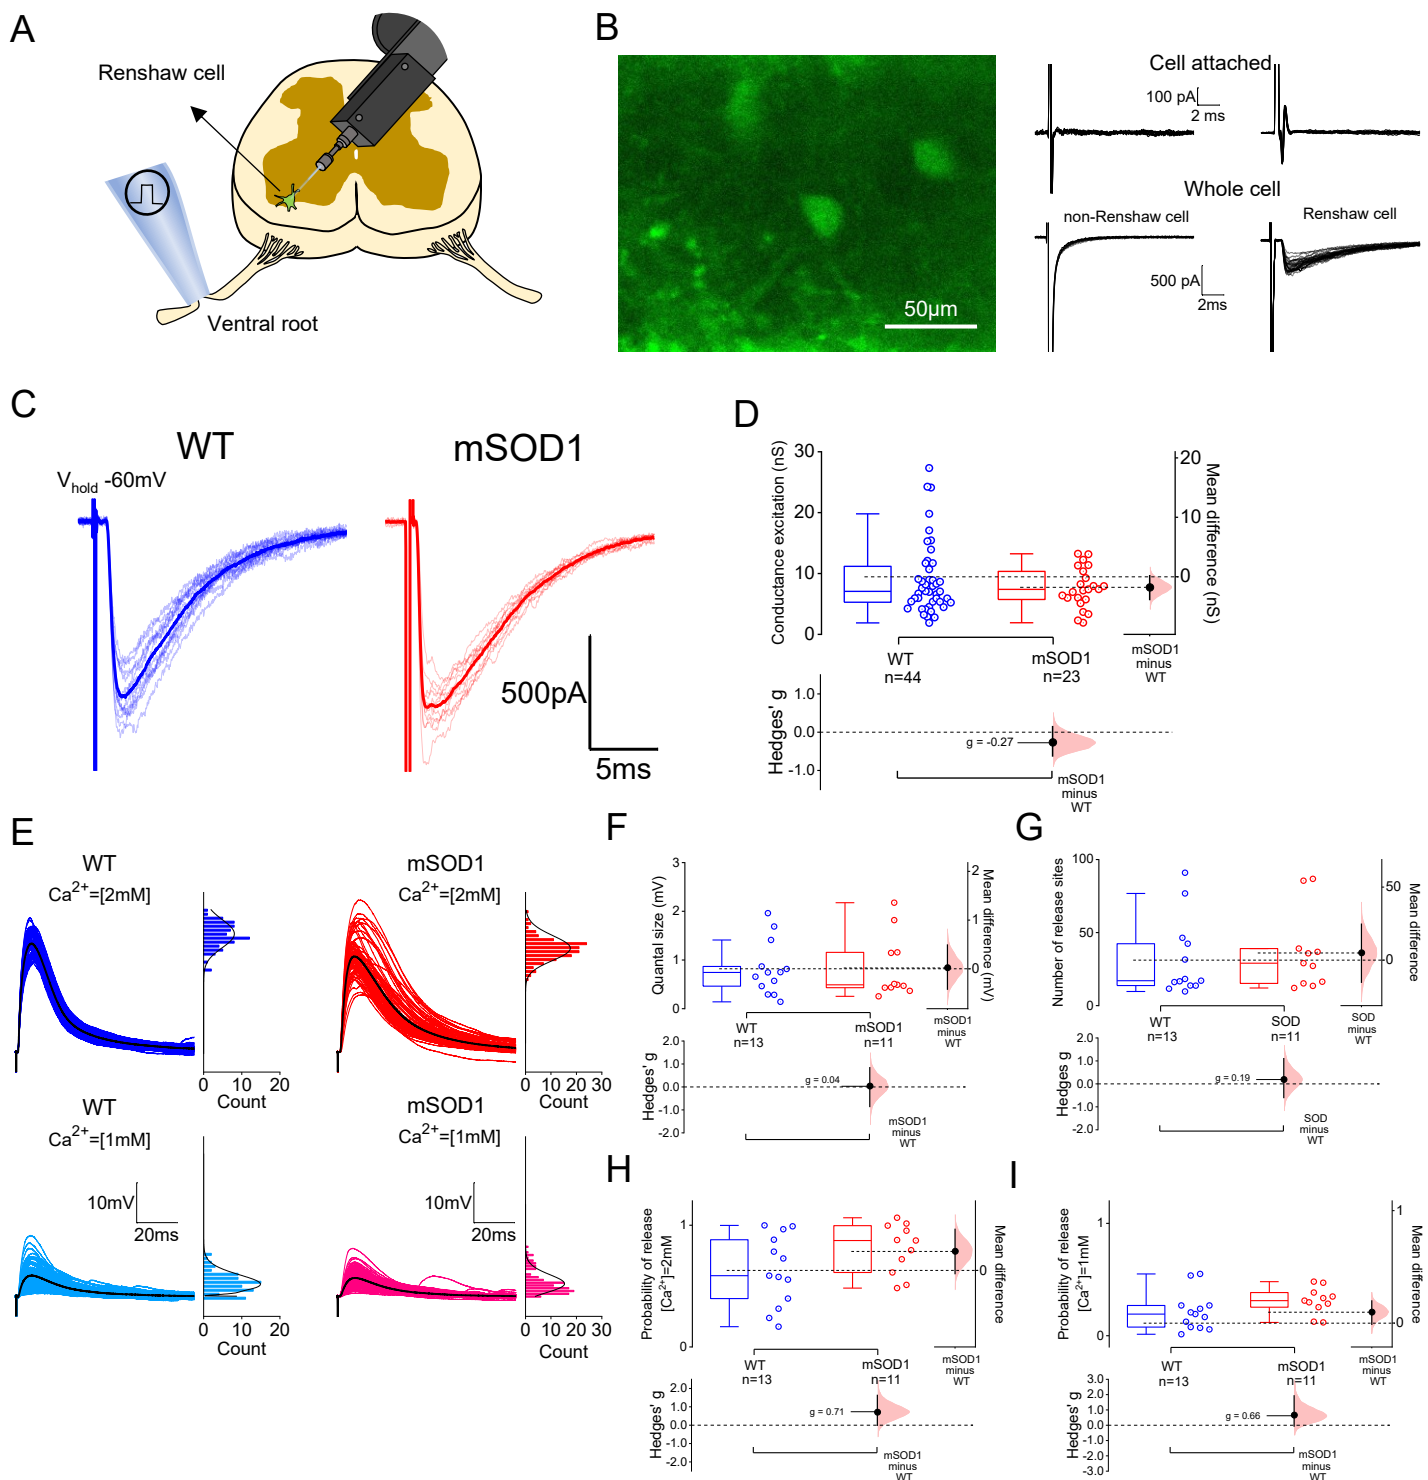 A
Renshaw cell
Ventral root
B
50µm
Cell attached
100 pA
2 ms
Whole cell
non-Renshaw cell
Renshaw cell
500 pA
2ms
C
WT
mSOD1
Vhold -60mV
500pA
5ms
D
Conductance excitation (nS)
30
20
10
0
20
10
0
Mean difference (nS)
WT
n=44
mSOD1
n=23
mSOD1
minus
WT
Hedges' g
1.0
0.0
-1.0
g = -0.27
mSOD1
minus
WT
E
WT
Ca2+=[2mM]
0 10 20
Count
mSOD1
Ca2+=[2mM]
0 10 20 30
Count
WT
Ca2+=[1mM]
10mV
20ms
0 10 20
Count
mSOD1
Ca2+=[1mM]
10mV
20ms
0 10 20 30
Count
F
Quantal size (mV)
3
2
1
0
2
1
0
Mean difference (mV)
WT
n=13
mSOD1
n=11
mSOD1
minus
WT
Hedges' g
2.0
1.0
0.0
-1.0
-2.0
g = 0.04
mSOD1
minus
WT
G
Number of release sites
100
50
0
50
0
Mean difference
WT
n=13
SOD
n=11
SOD
minus
WT
Hedges g
2.0
1.0
0.0
-1.0
-2.0
g = 0.19
SOD
minus
WT
H
Probability of release
[Ca2+]=2mM
1
0
0
Mean difference
WT
n=13
mSOD1
n=11
mSOD1
minus
WT
Hedges' g
2.0
1.0
0.0
-1.0
-2.0
g = 0.71
mSOD1
minus
WT
I
Probability of release
[Ca2+]=1mM
1
0
1
0
Mean difference
WT
n=13
mSOD1
n=11
mSOD1
minus
WT
Hedges' g
3.0
2.0
1.0
0.0
-1.0
-2.0
-3.0
g = 0.66
mSOD1
minus
WT